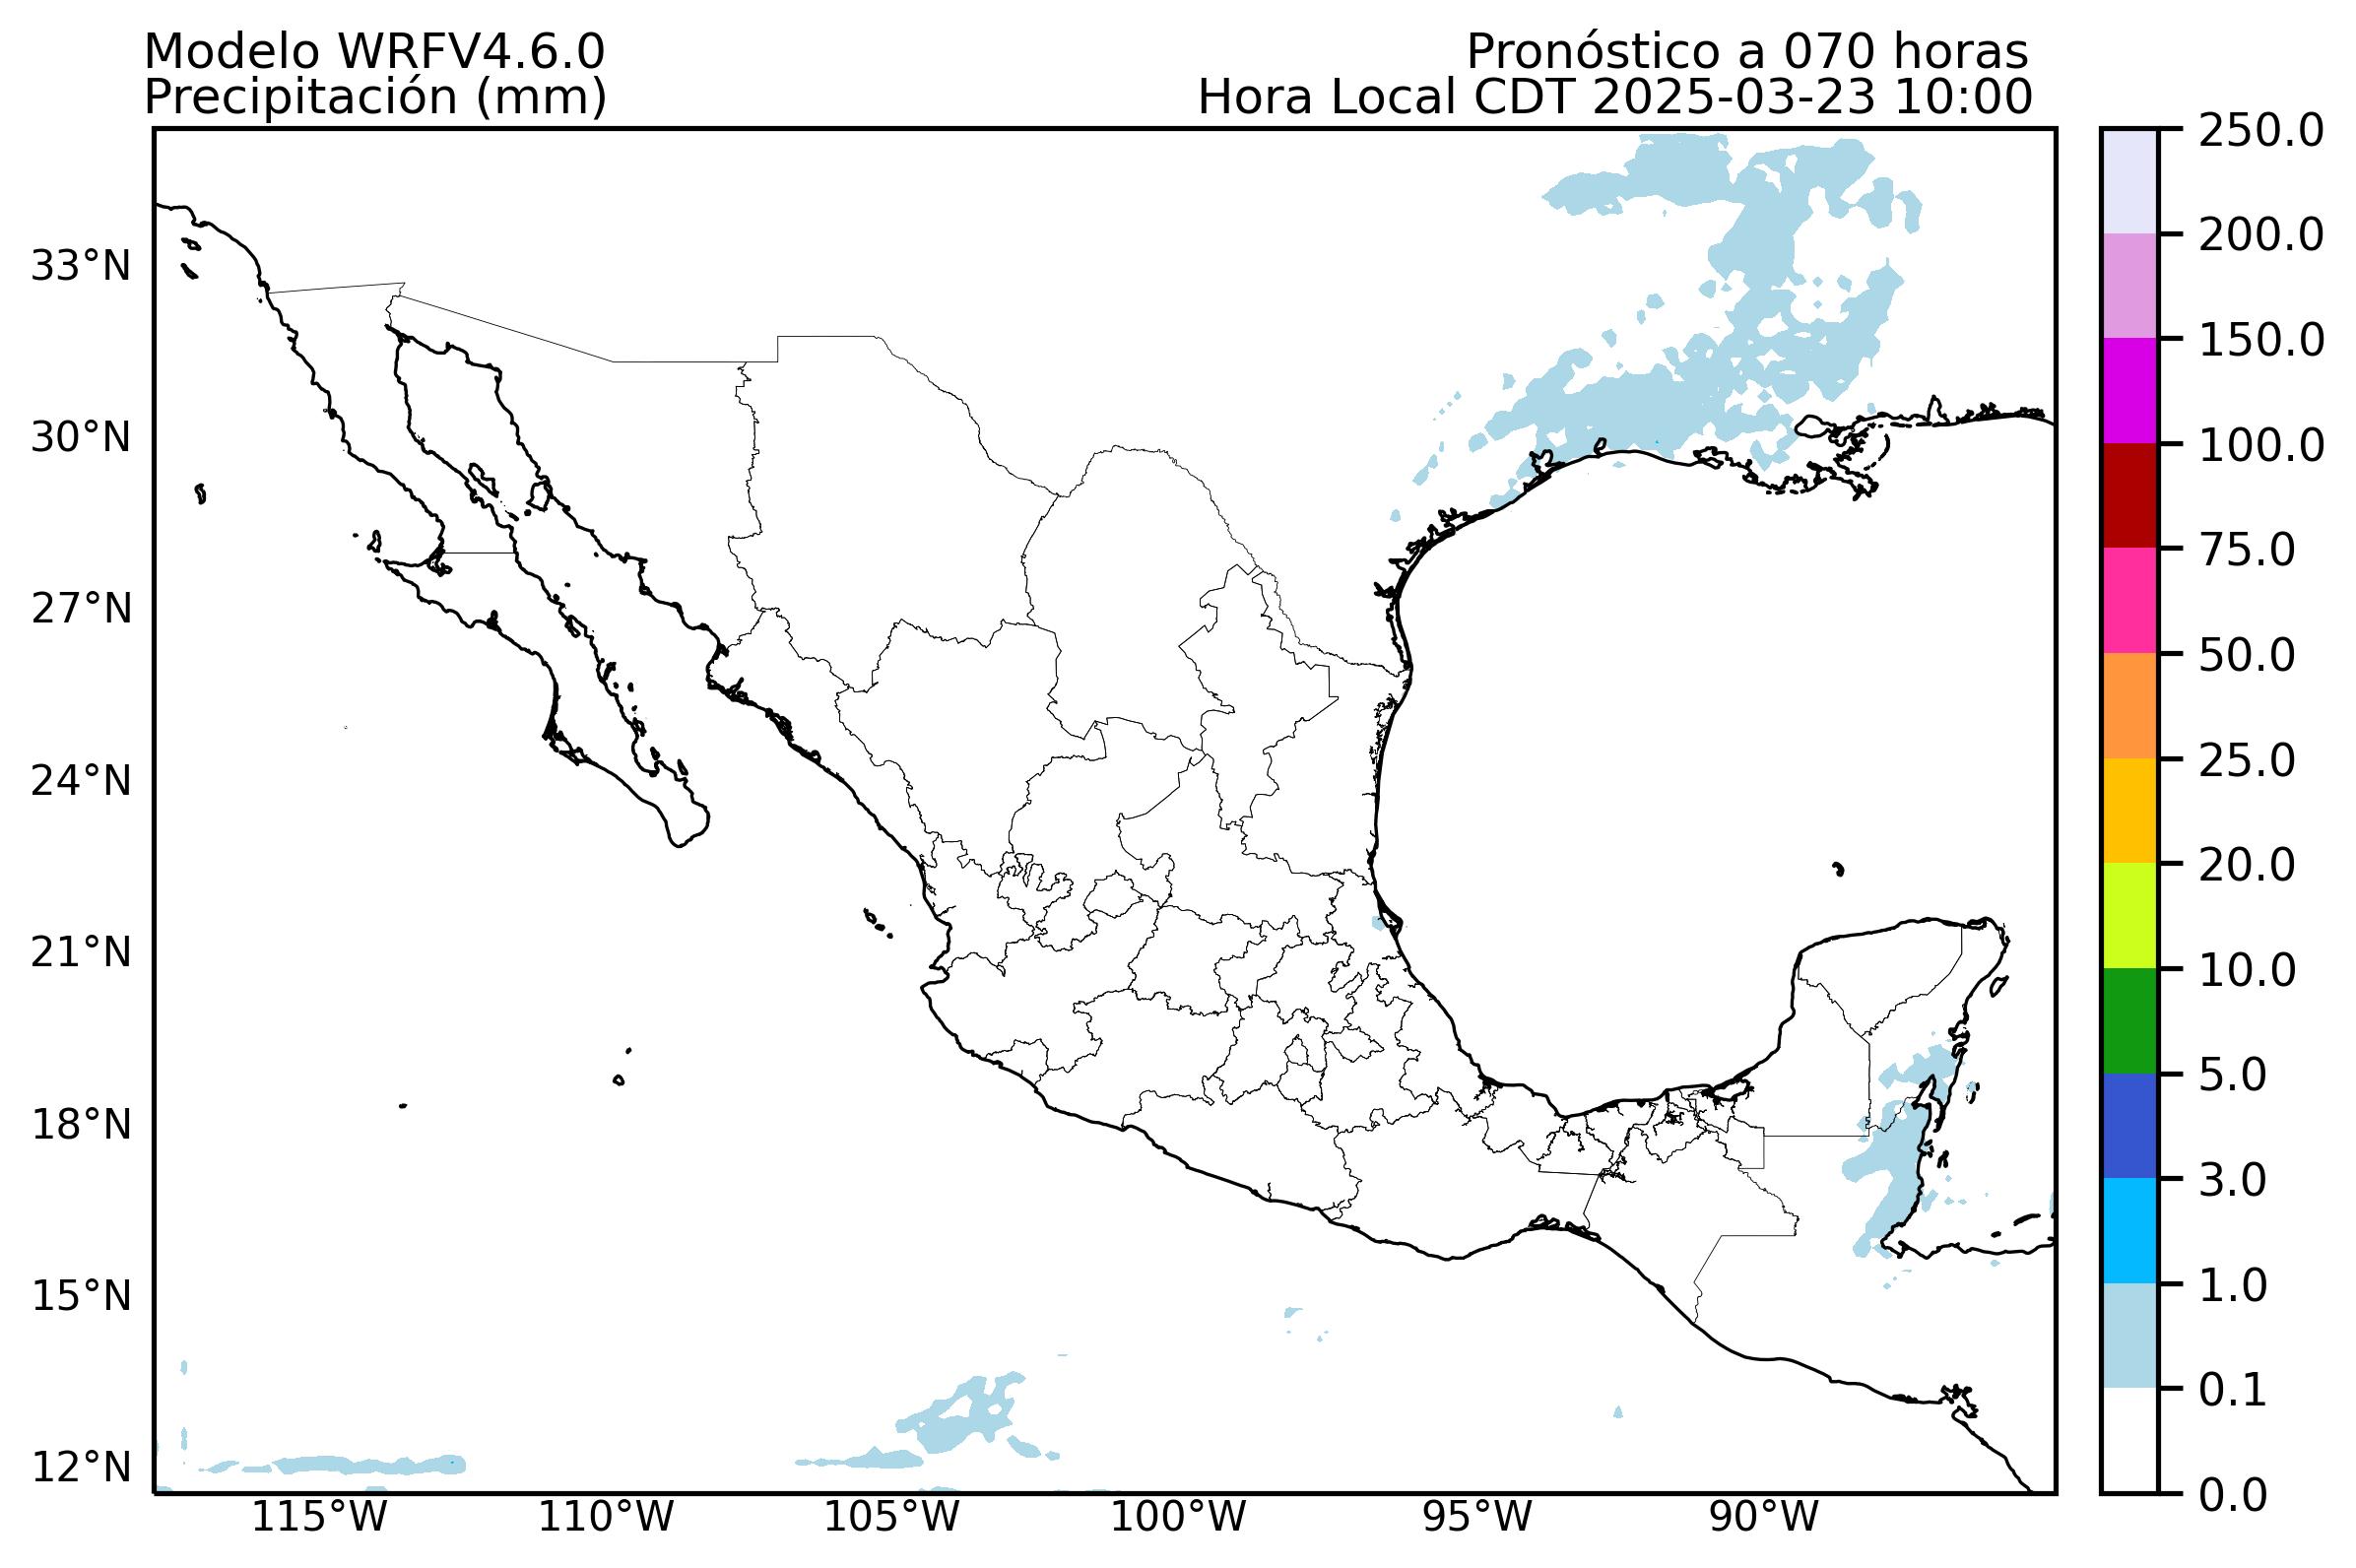 Modelo WRFV4.6.0
Precipitación (mm)
Pronóstico a 070 horas
Hora Local CDT 2025-03-23 10:00
33°N
30°N
27°N
24°N
21°N
18°N
15°N
12°N
115°W
110°W
105°W
100°W
95°W
90°W
250.0
200.0
150.0
100.0
75.0
50.0
25.0
20.0
10.0
5.0
3.0
1.0
0.1
0.0